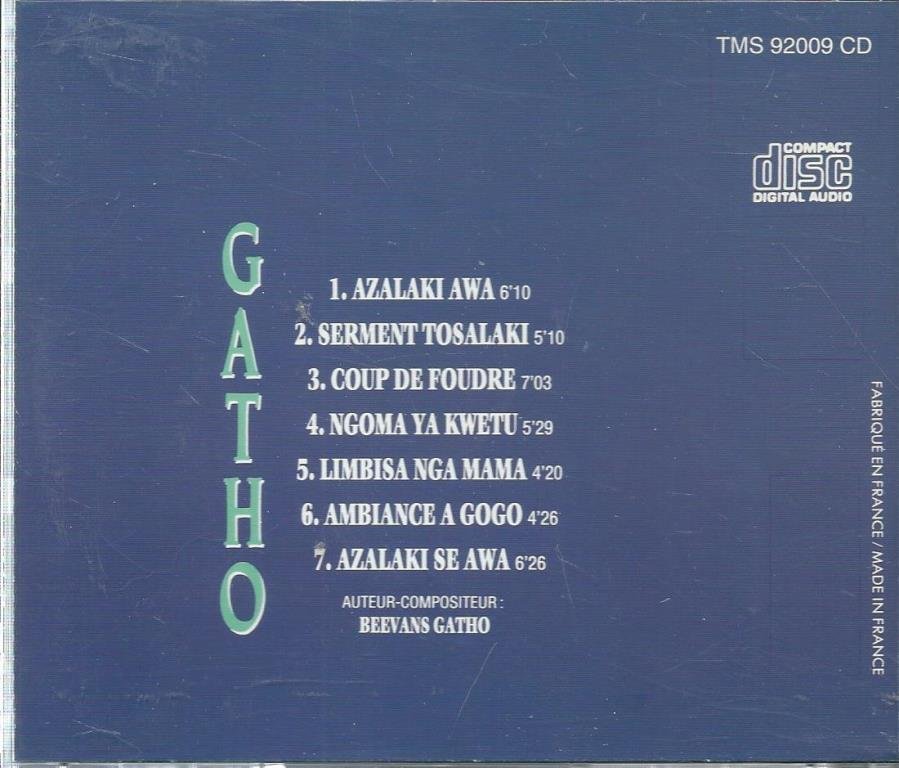 TMS 92009 CD
COMPACT
disc
DIGITAL AUDIO
GATHO
1. AZALAKI AWA 6'10
2. SERMENT TOSALAKI 5'10
3. COUP DE FOUDRE 7'03
4. NGOMA YA KWETU 5'29
5. LIMBISA NGA MAMA 4'20
6. AMBIANCE A GOGO 4'26
7. AZALAKI SE AWA 6'26
AUTEUR-COMPOSITEUR :
BEEVANS GATHO
FABRIQUÉ EN FRANCE / MADE IN FRANCE